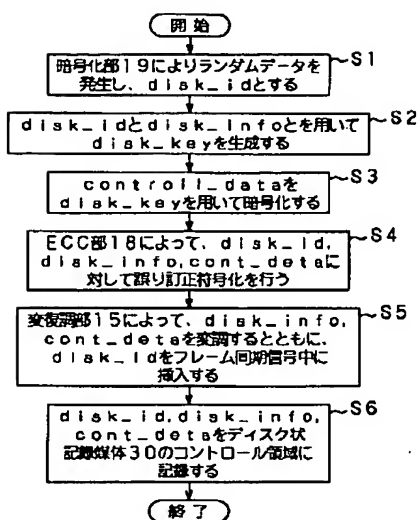 開始
S1
暗号化部19によりランダムデータを
発生し、disk_idとする
S2
disk_idとdisk_infoとを用いて
disk_keyを生成する
S3
controll_dataを
disk_keyを用いて暗号化する
S4
ECC部18によって、disk_id,
disk_info,cont_detaに
対して誤り訂正符号化を行う
S5
変復調部15によって、disk_info,
cont_detaを変調するとともに、
disk_idをフレーム同期信号中に
挿入する
S6
disk_id,disk_info,
cont_detaをディスク状
記録媒体30のコントロール領域に
記録する
終了